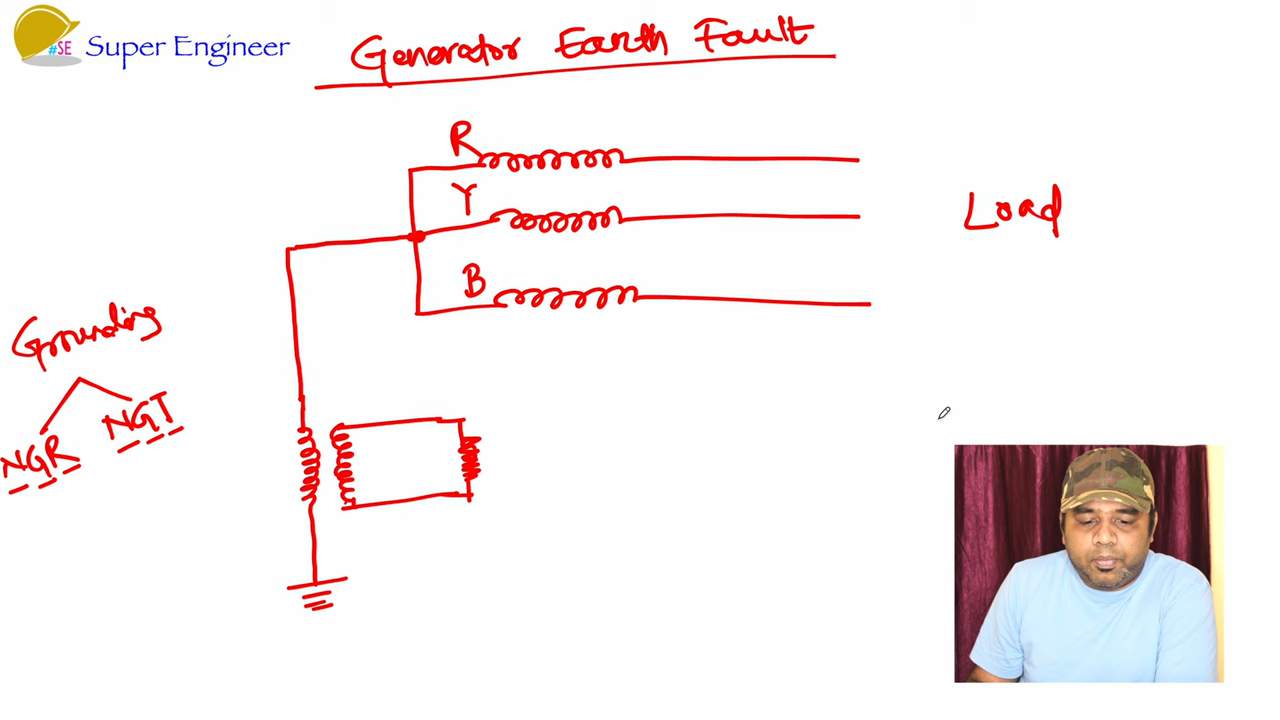 #SE Super Engineer
Generator Earth Fault
R
Y
B
Load
Grounding
NGR NGT